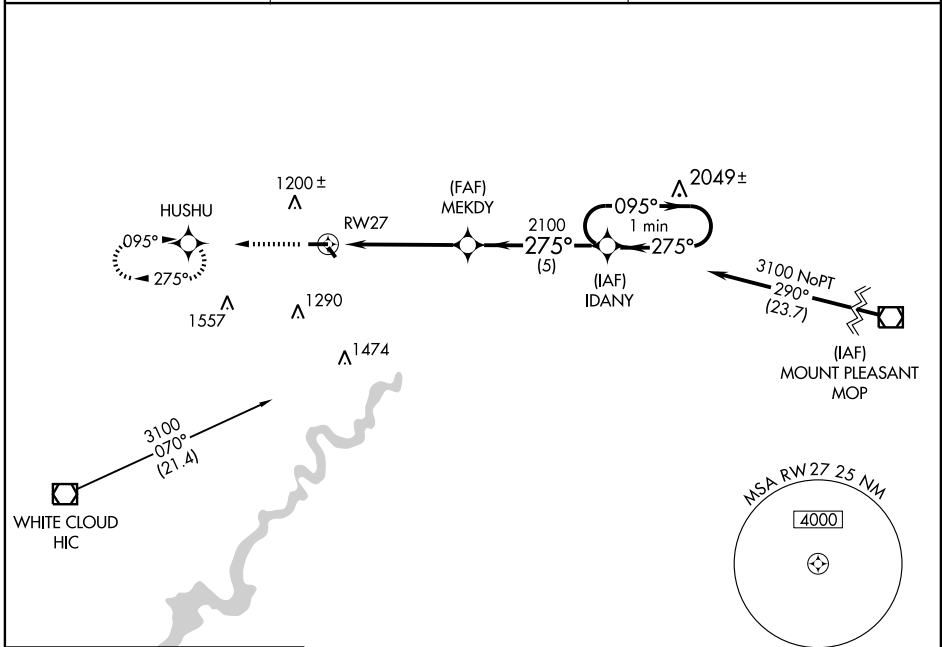 1200 ±
HUSHU
RW27
(FAF)
MEKDY
2049±
095°
1 min
275°
2100
275°
(5)
(IAF)
IDANY
095°
275°
3100 NoPT
290°
(23.7)
(IAF)
MOUNT PLEASANT
MOP
1557
1290
1474
3100
070°
(21.4)
WHITE CLOUD
HIC
MSA RW 27 25 NM
4000